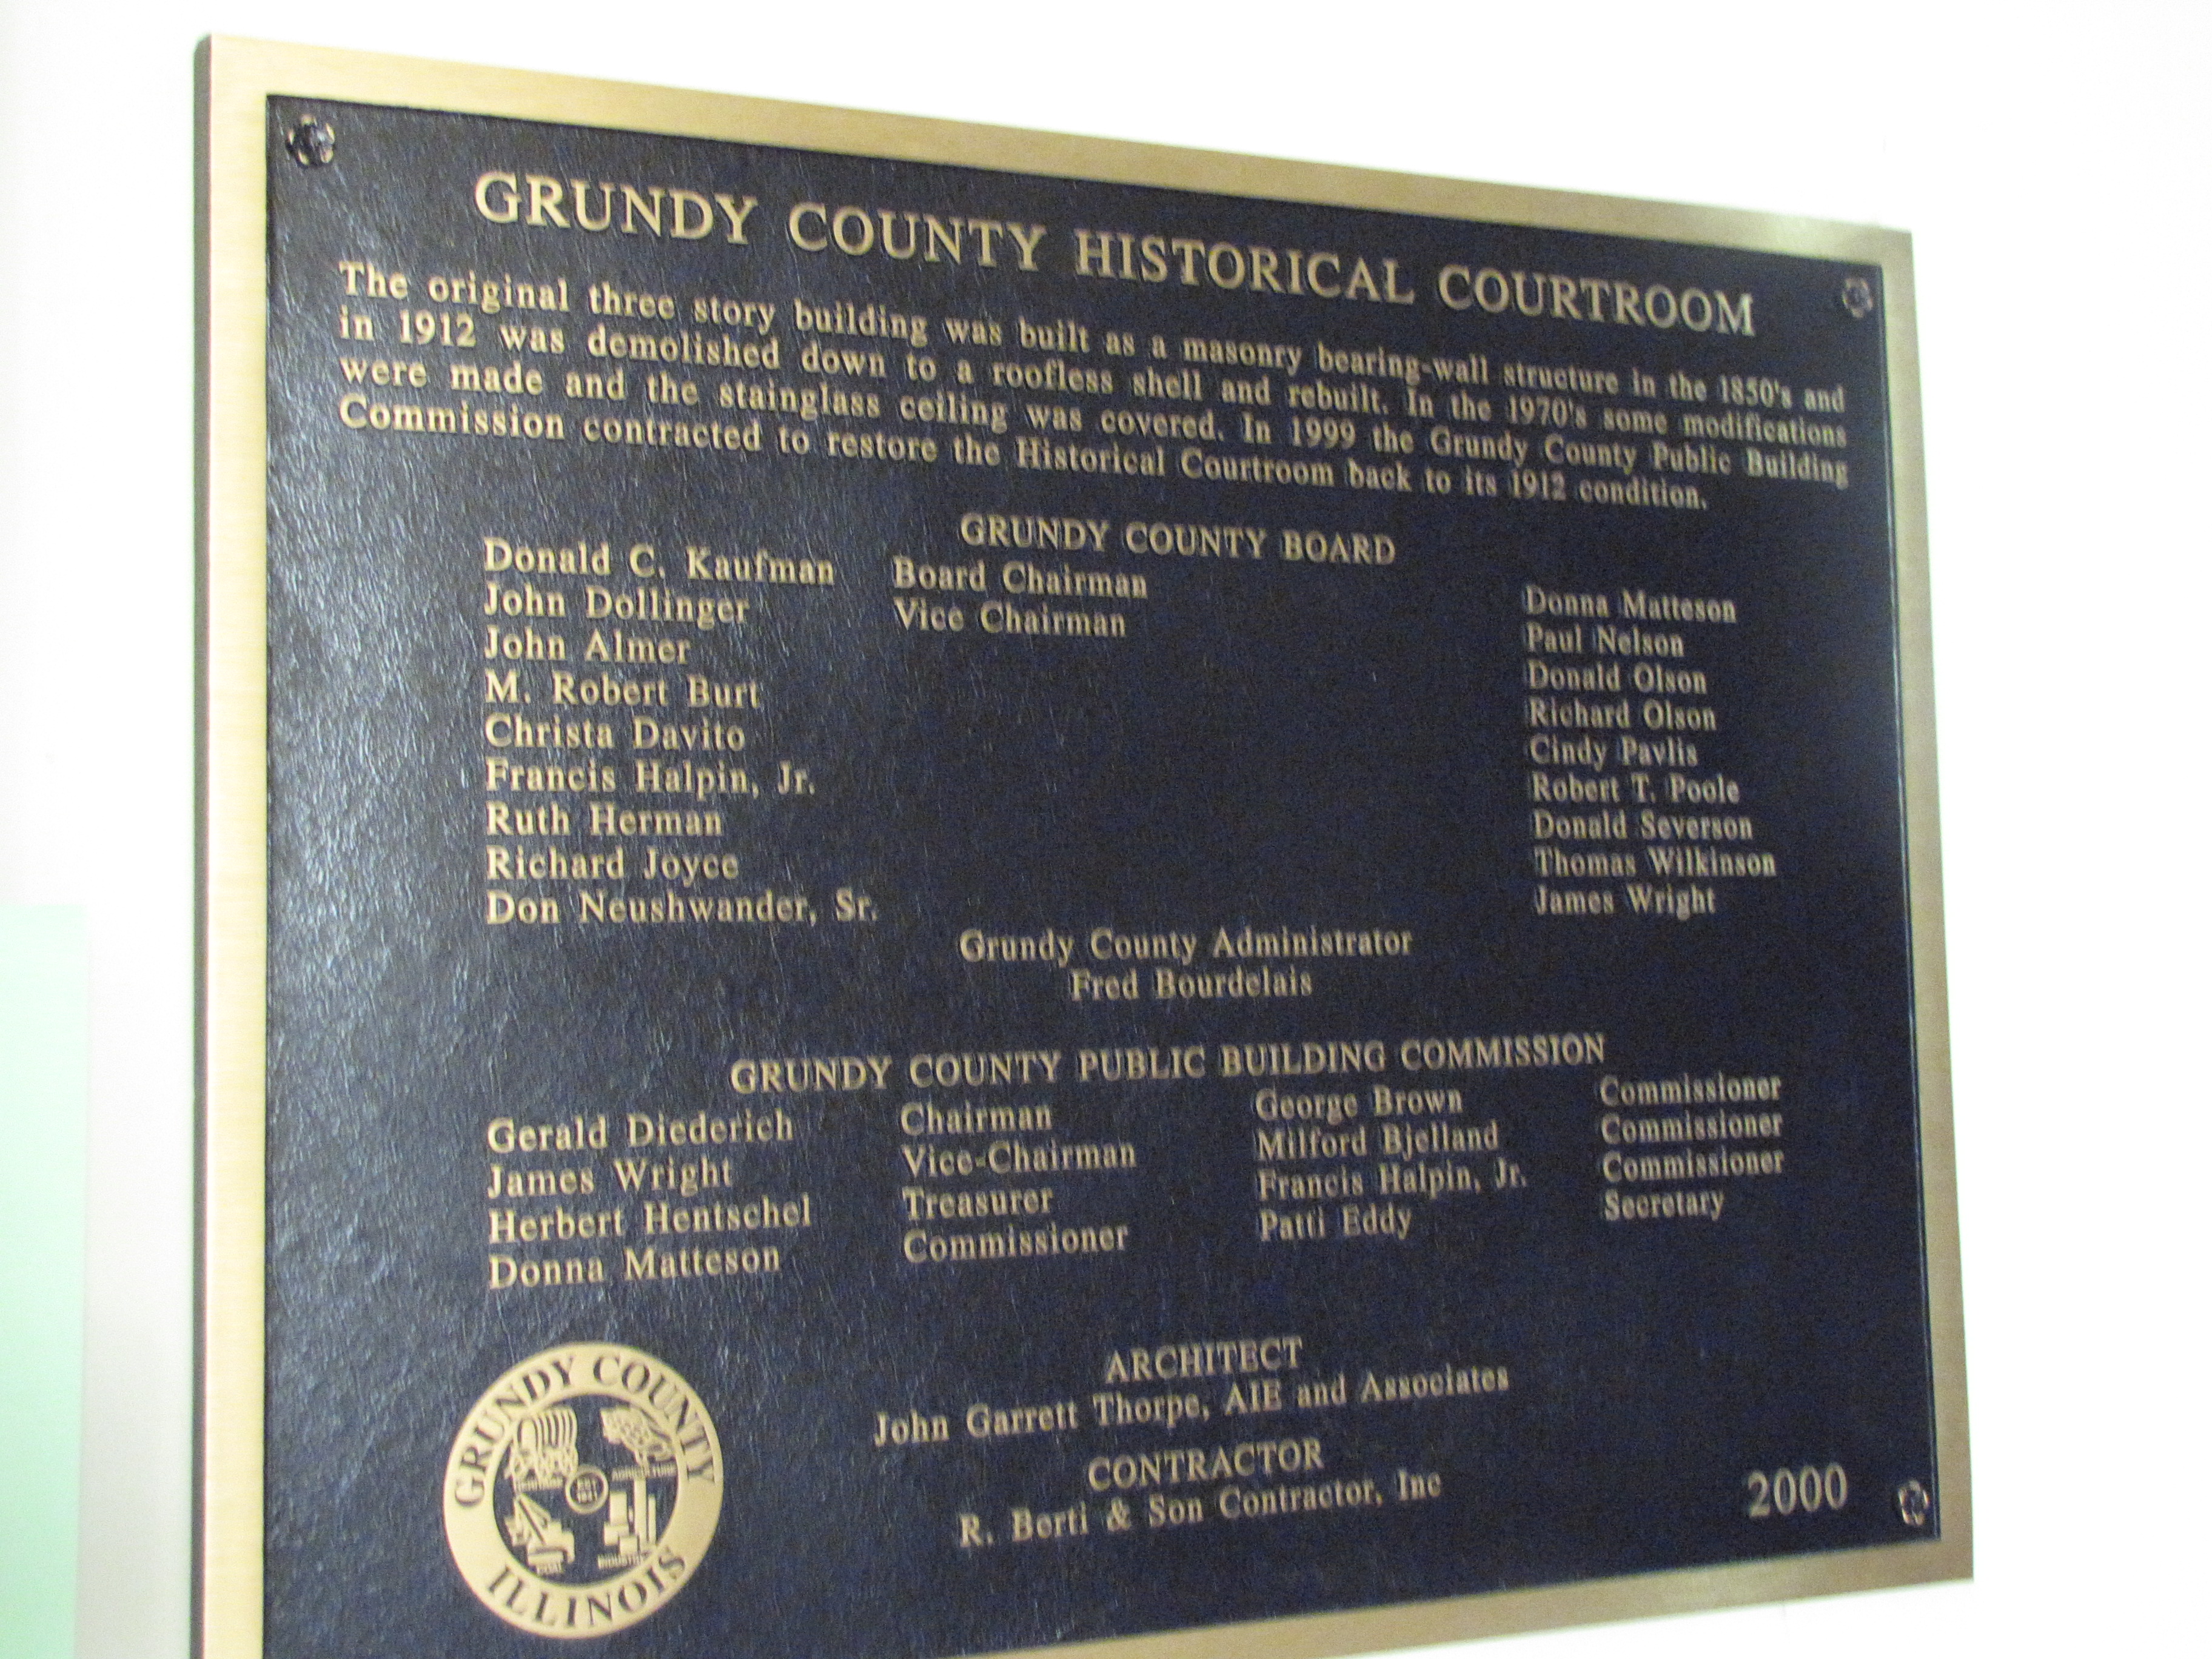 GRUNDY COUNTY HISTORICAL COURTROOM
The original three story building was built as a masonry bearing-wall structure in the 1850's and
in 1912 was demolished down to a roofless shell and rebuilt. In the 1970's some modifications
were made and the stainglass ceiling was covered. In 1999 the Grundy County Public Building
Commission contracted to restore the Historical Courtroom back to its 1912 condition.
GRUNDY COUNTY BOARD
Donald C. Kaufman Board Chairman
John Dollinger Vice Chairman
John Almer
M. Robert Burt
Christa Davito
Francis Halpin, Jr.
Ruth Herman
Richard Joyce
Don Neushwander, Sr.
Donna Matteson
Paul Nelson
Donald Olson
Richard Olson
Cindy Pavlis
Robert T. Poole
Donald Severson
Thomas Wilkinson
James Wright
Grundy County Administrator
Fred Bourdelais
GRUNDY COUNTY PUBLIC BUILDING COMMISSION
Gerald Diederich Chairman
James Wright Vice-Chairman
Herbert Hentschel Treasurer
Donna Matteson Commissioner
George Brown Commissioner
Milford Bjelland Commissioner
Francis Halpin, Jr. Commissioner
Patti Eddy Secretary
ARCHITECT
John Garrett Thorpe, AIE and Associates
CONTRACTOR
R. Berti & Son Contractor, Inc
2000
GRUNDY COUNTY
HERITAGE
AGRICULTURE
EST
1841
COAL
INDUSTRY
ILLINOIS